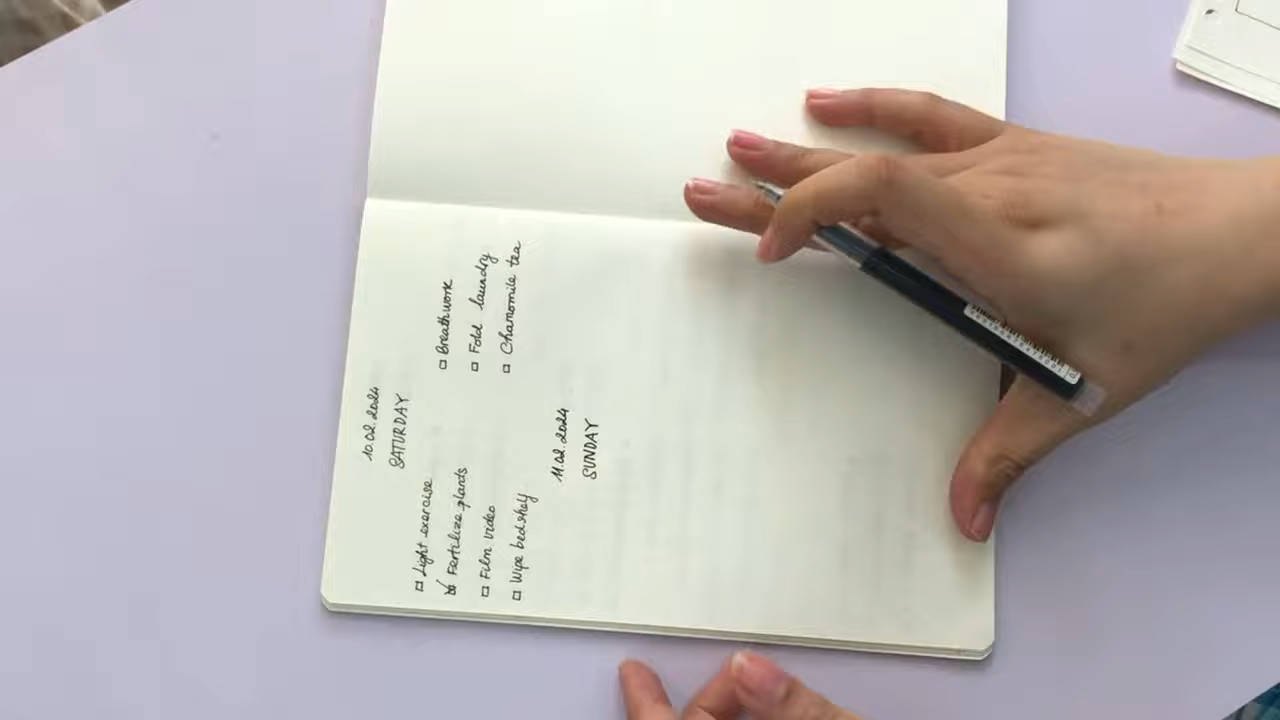 10.02.2024
SATURDAY
Light exercise
Fertilize plants
Film video
Wipe bedshelf
Breathwork
Fold laundry
Chamomile tea
11.02.2024
SUNDAY